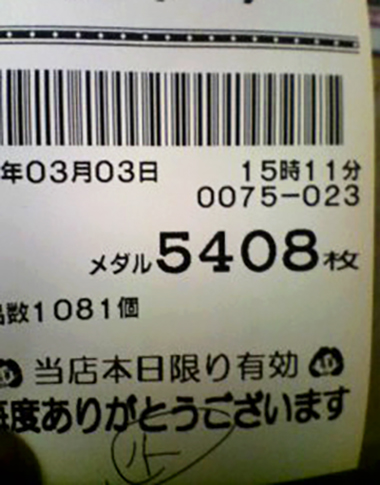 年03月03日 15時11分
0075-023
メダル5408枚
品数1081個
当店本日限り有効
毎度ありがとうございます